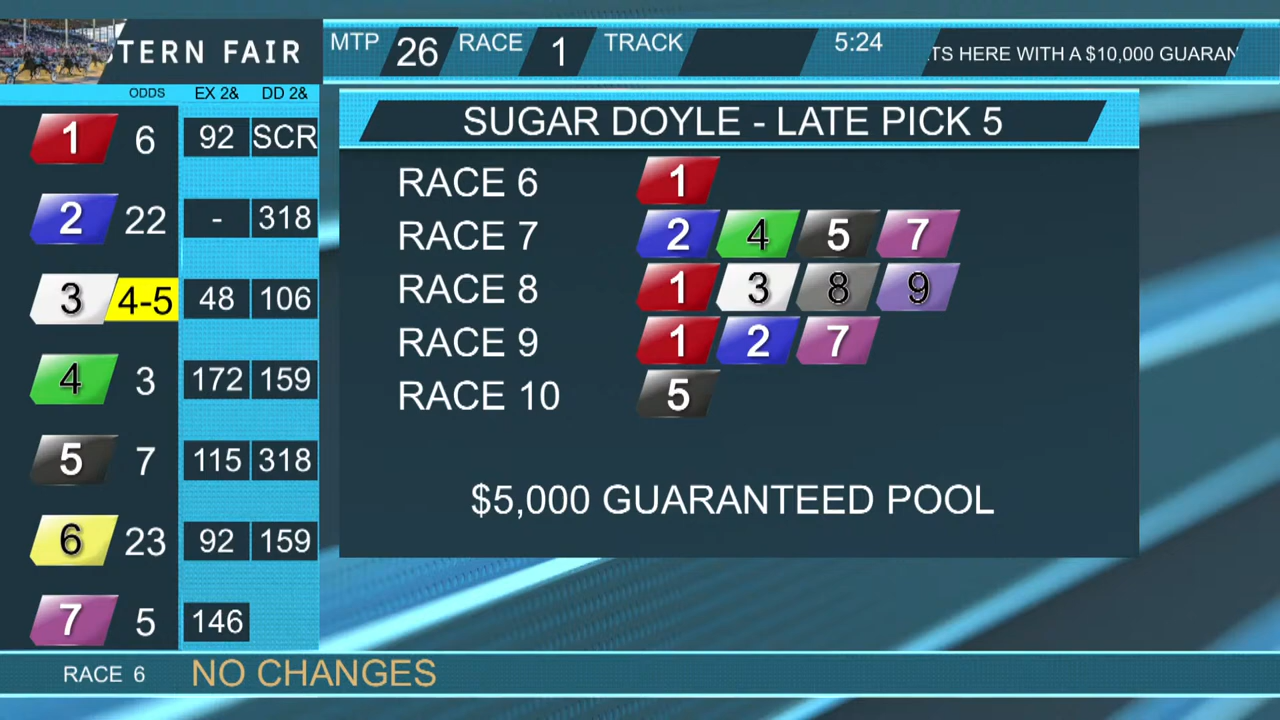 TERN FAIR
MTP 26 RACE 1 TRACK 5:24
TS HERE WITH A $10,000 GUARAN
ODDS EX 2& DD 2&
1 6 92 SCR
2 22 - 318
3 4-5 48 106
4 3 172 159
5 7 115 318
6 23 92 159
7 5 146
SUGAR DOYLE - LATE PICK 5
RACE 6 1
RACE 7 2 4 5 7
RACE 8 1 3 8 9
RACE 9 1 2 7
RACE 10 5
$5,000 GUARANTEED POOL
RACE 6 NO CHANGES